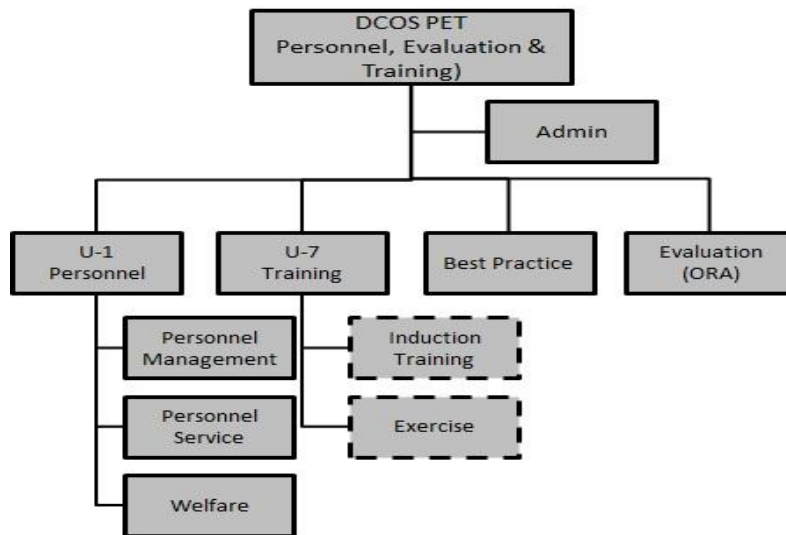 DCOS PET
Personnel, Evaluation &
Training)
Admin
U-1
Personnel
U-7
Training
Best Practice
Evaluation
(ORA)
Personnel
Management
Induction
Training
Personnel
Service
Exercise
Welfare